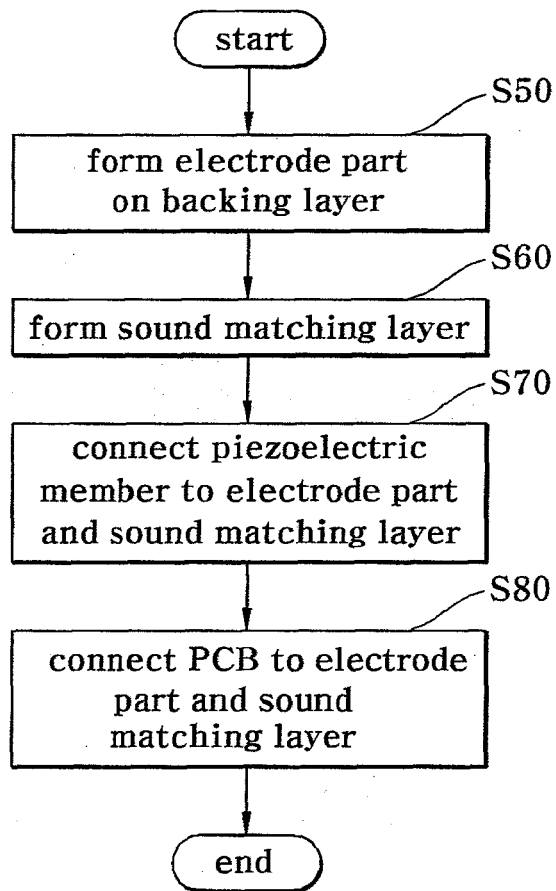 start
S50
form electrode part
on backing layer
S60
form sound matching layer
S70
connect piezoelectric
member to electrode part
and sound matching layer
S80
connect PCB to electrode
part and sound
matching layer
end